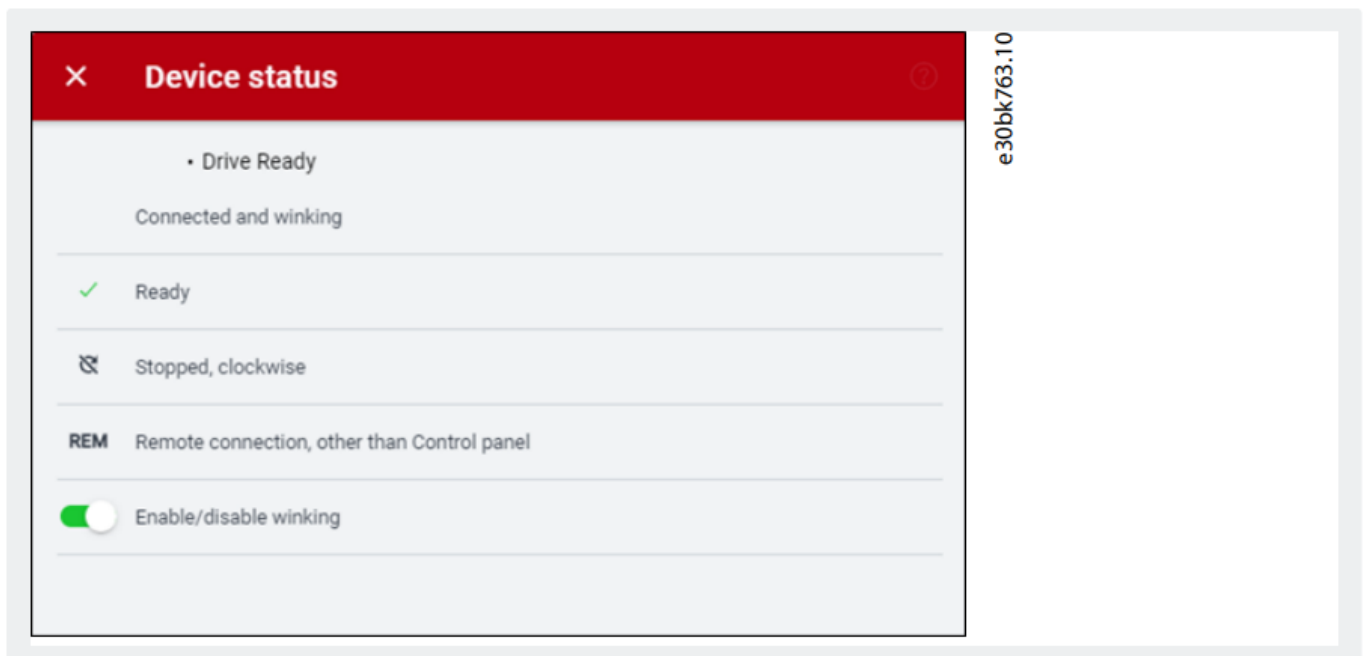 Device status
• Drive Ready
Connected and winking
Ready
Stopped, clockwise
REM Remote connection, other than Control panel
Enable/disable winking
e30bk763.10